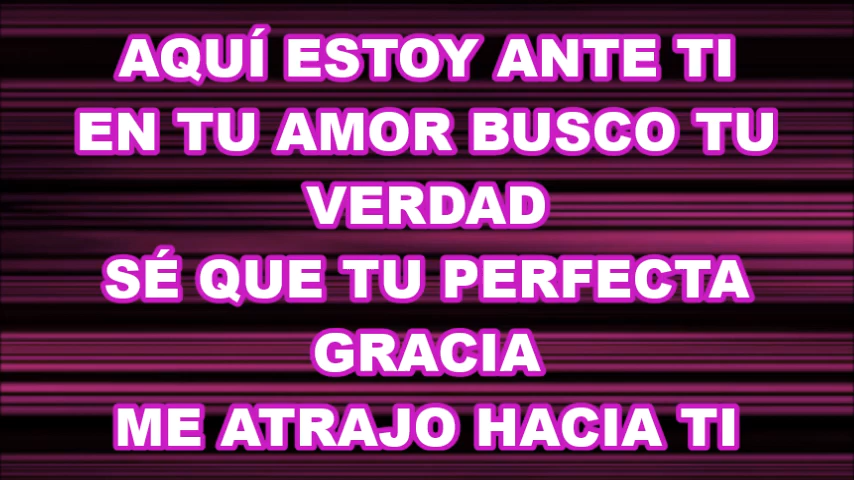 AQUÍ ESTOY ANTE TI
EN TU AMOR BUSCO TU
VERDAD
SÉ QUE TU PERFECTA
GRACIA
ME ATRAJO HACIA TI